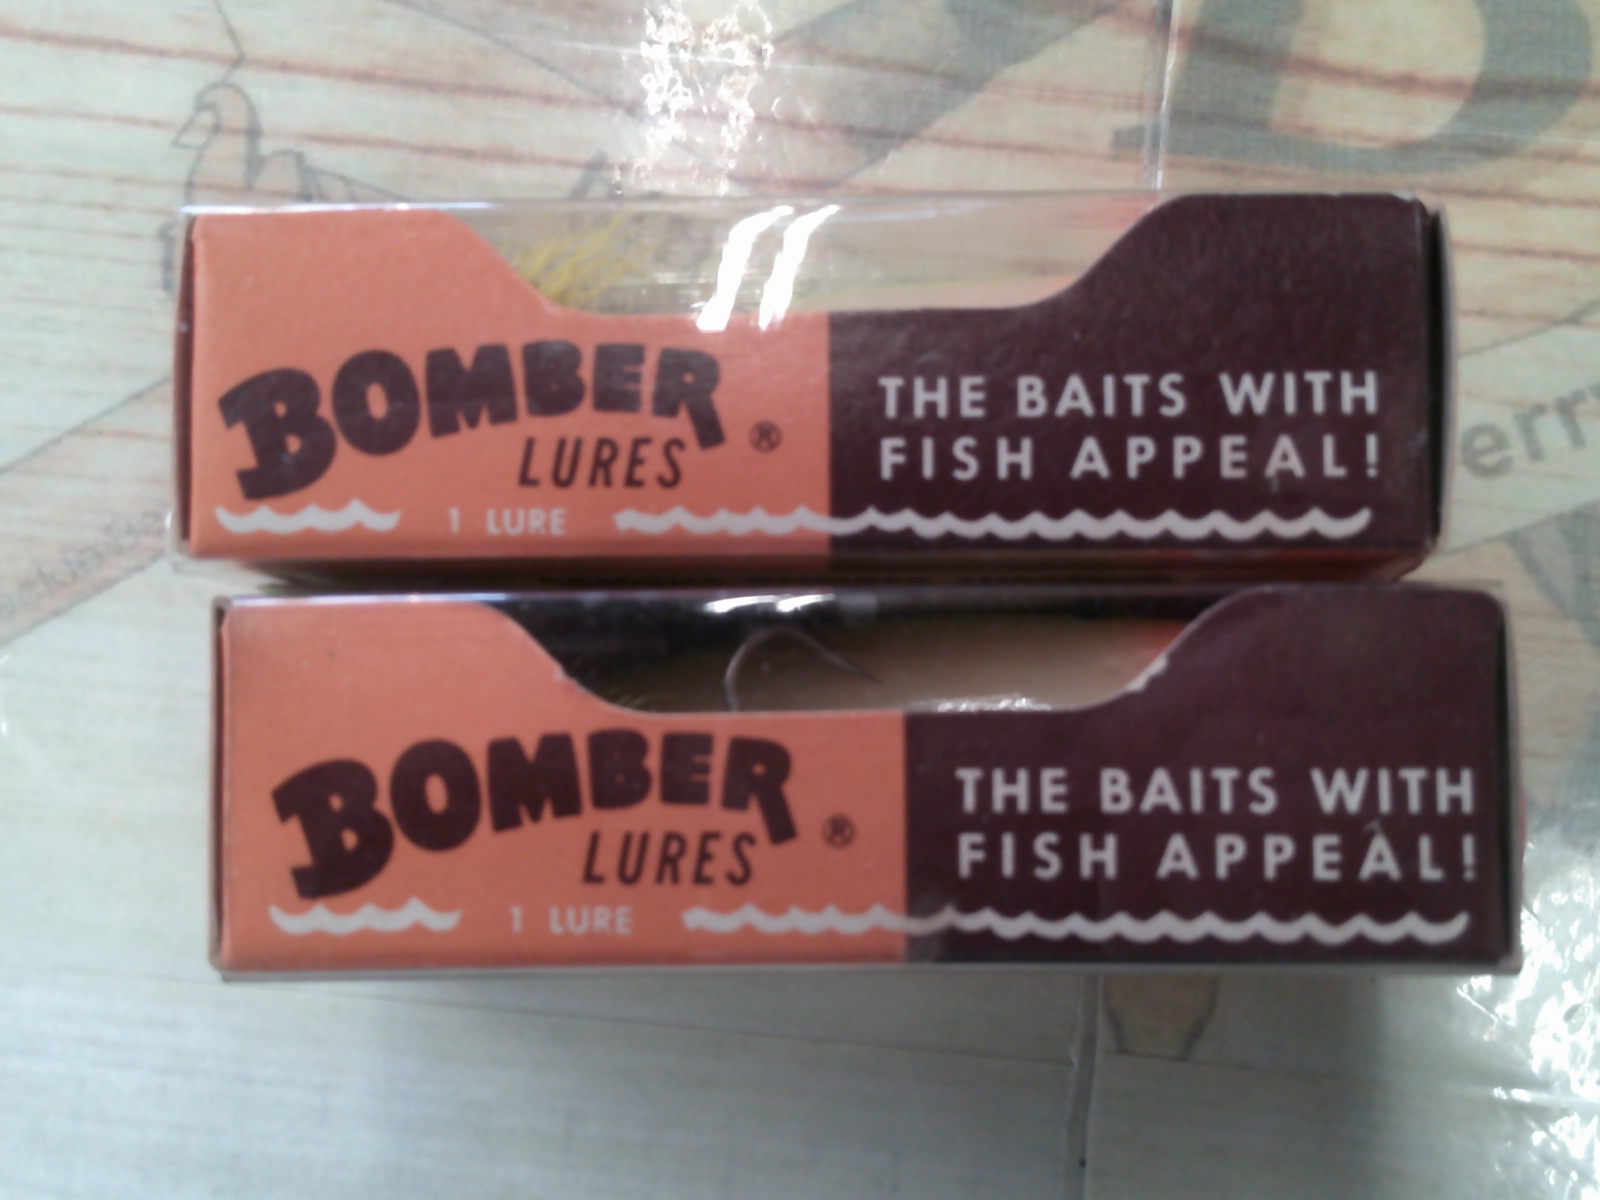 BOMBER
LURES ®
1 LURE
THE BAITS WITH
FISH APPEAL!
BOMBER
LURES ®
1 LURE
THE BAITS WITH
FISH APPEAL!